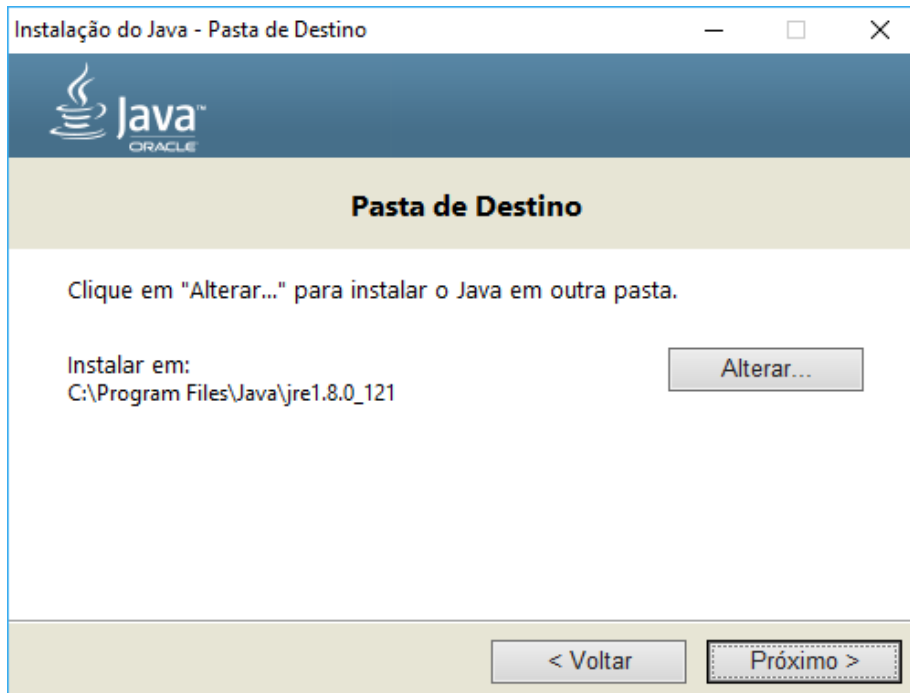 Instalação do Java - Pasta de Destino
Java™
ORACLE
Pasta de Destino
Clique em "Alterar..." para instalar o Java em outra pasta.
Instalar em:
Alterar...
C:\Program Files\Java\jre1.8.0_121
< Voltar
Próximo >